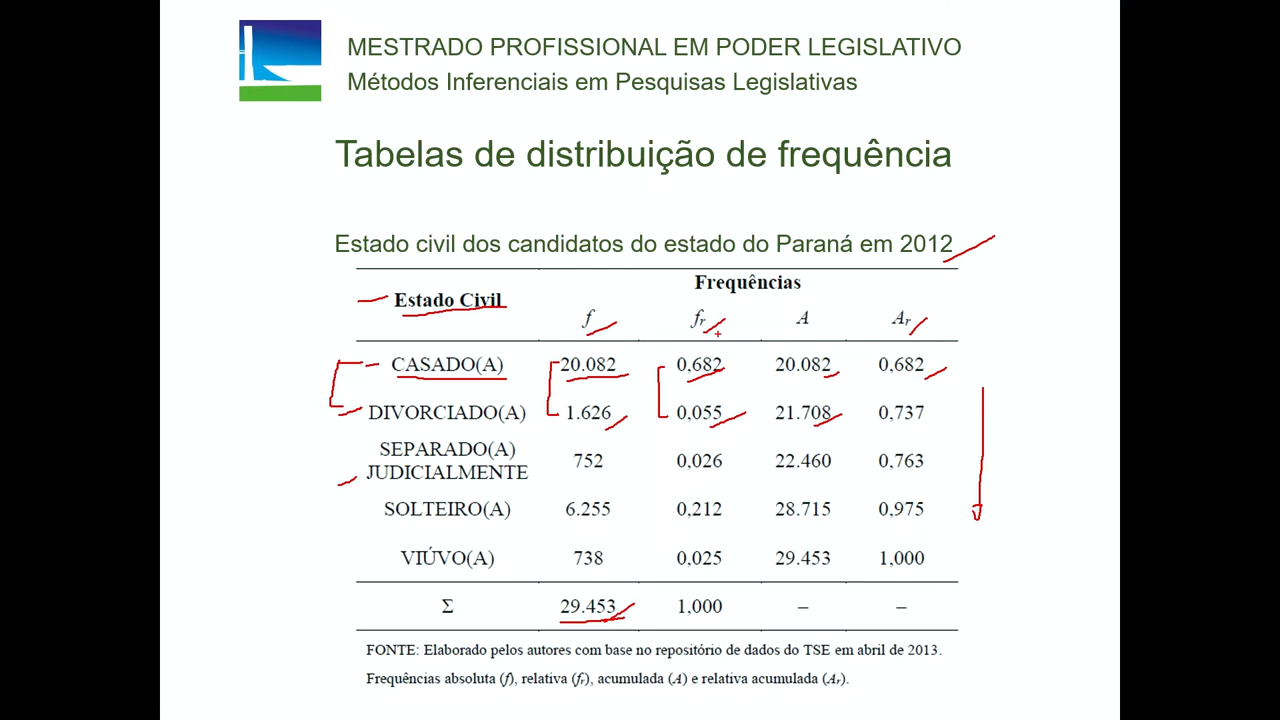 MESTRADO PROFISSIONAL EM PODER LEGISLATIVO
Métodos Inferenciais em Pesquisas Legislativas
Tabelas de distribuição de frequência
Estado civil dos candidatos do estado do Paraná em 2012
Estado Civil
Frequências
f fr A Ar
CASADO(A) 20.082 0,682 20.082 0,682
DIVORCIADO(A) 1.626 0,055 21.708 0,737
SEPARADO(A)
JUDICIALMENTE 752 0,026 22.460 0,763
SOLTEIRO(A) 6.255 0,212 28.715 0,975
VIÚVO(A) 738 0,025 29.453 1,000
Σ 29.453 1,000 – –
FONTE: Elaborado pelos autores com base no repositório de dados do TSE em abril de 2013.
Frequências absoluta (f), relativa (fr), acumulada (A) e relativa acumulada (Ar).